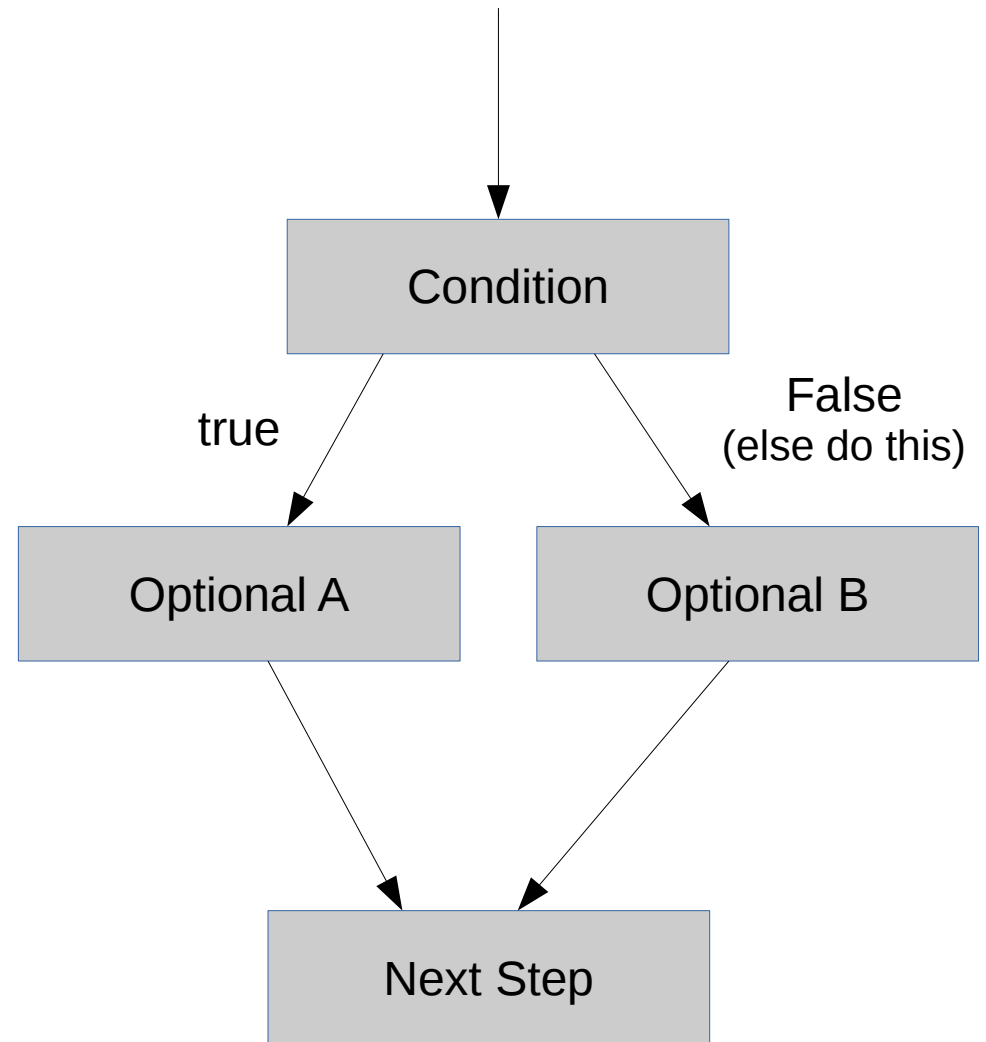 Condition
true
False
(else do this)
Optional A
Optional B
Next Step